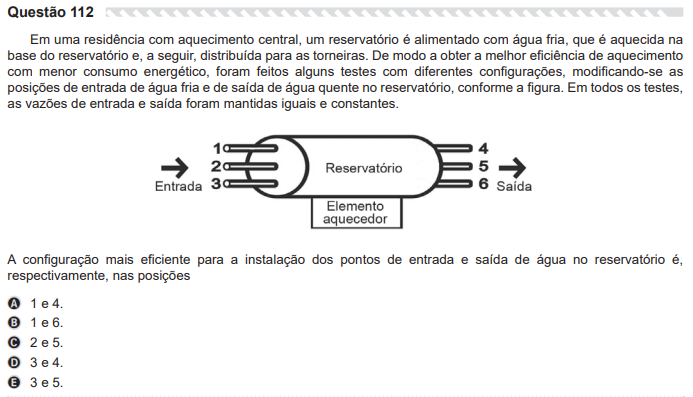 Questão 112
Em uma residência com aquecimento central, um reservatório é alimentado com água fria, que é aquecida na
base do reservatório e, a seguir, distribuída para as torneiras. De modo a obter a melhor eficiência de aquecimento
com menor consumo energético, foram feitos alguns testes com diferentes configurações, modificando-se as
posições de entrada de água fria e de saída de água quente no reservatório, conforme a figura. Em todos os testes,
as vazões de entrada e saída foram mantidas iguais e constantes.
1
2
3
Entrada
Reservatório
4
5
6
Saída
Elemento
aquecedor
A configuração mais eficiente para a instalação dos pontos de entrada e saída de água no reservatório é,
respectivamente, nas posições
A 1 e 4.
B 1 e 6.
C 2 e 5.
D 3 e 4.
E 3 e 5.